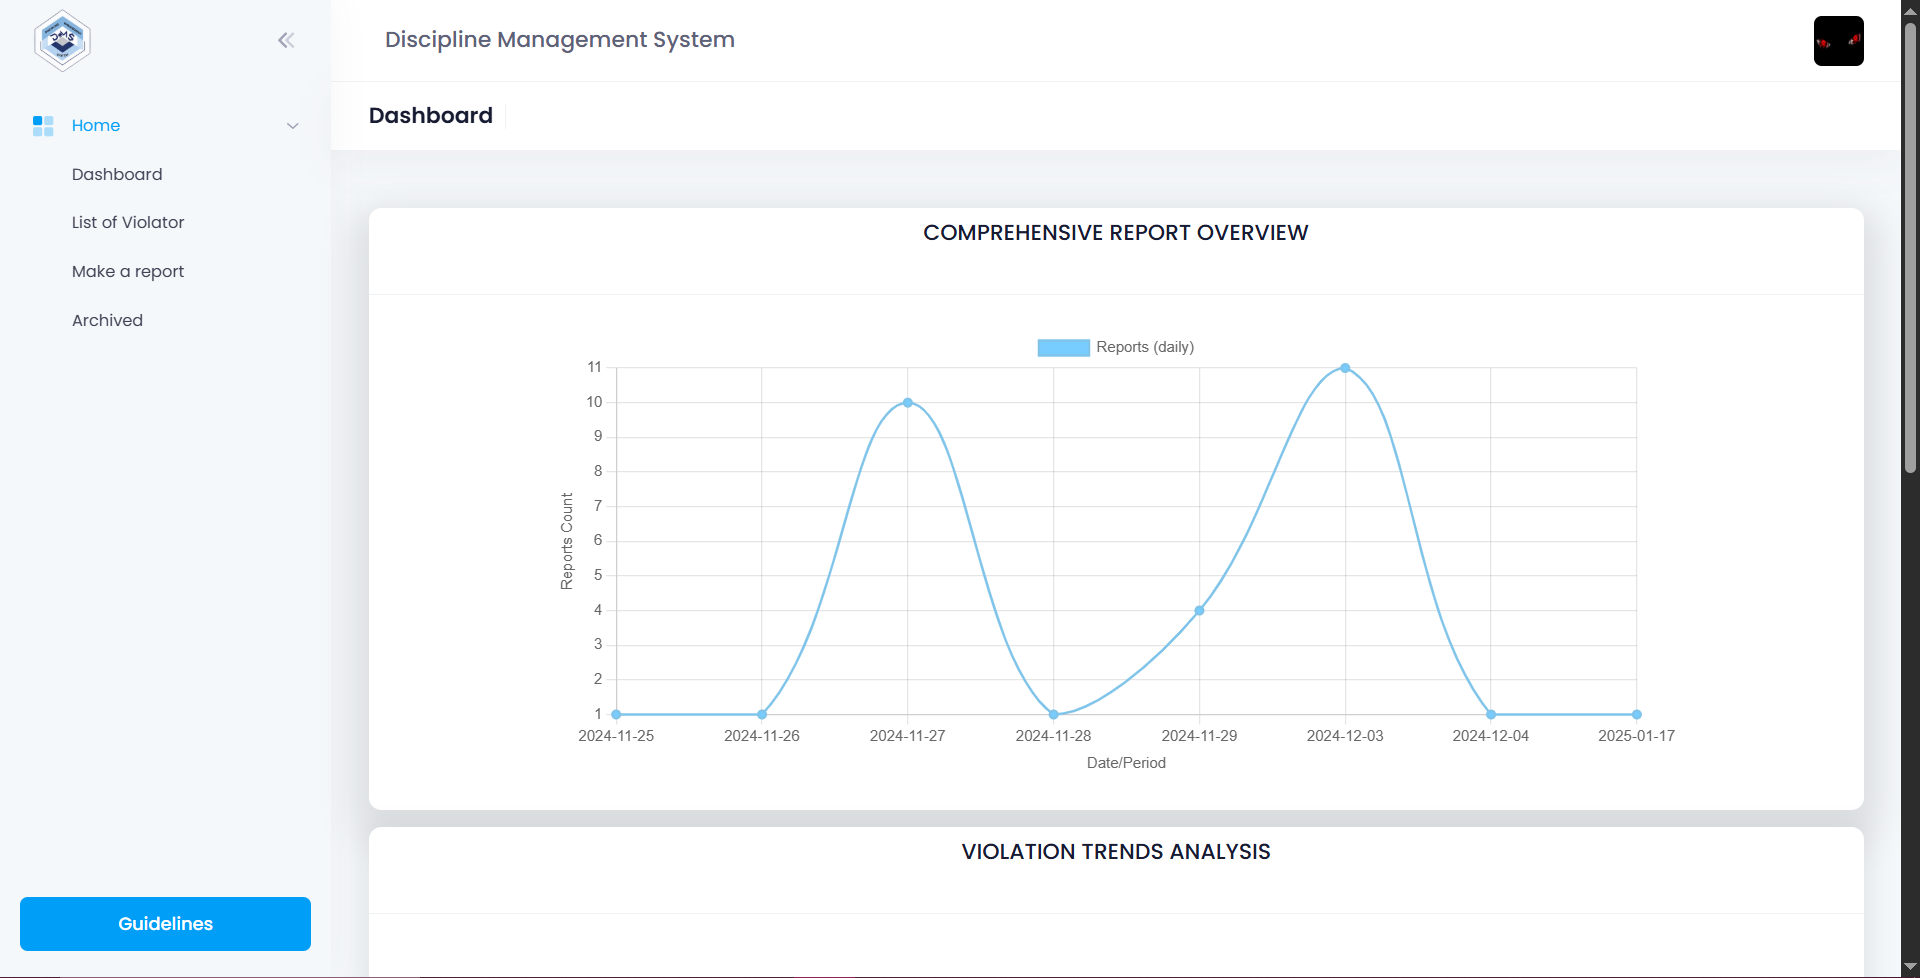 DMS
Discipline Management System
Home
Dashboard
List of Violator
Make a report
Archived
Guidelines
Dashboard
COMPREHENSIVE REPORT OVERVIEW
Reports (daily)
11
10
9
8
7
6
5
4
3
2
1
Reports Count
2024-11-25 2024-11-26 2024-11-27 2024-11-28 2024-11-29 2024-12-03 2024-12-04 2025-01-17
Date/Period
VIOLATION TRENDS ANALYSIS